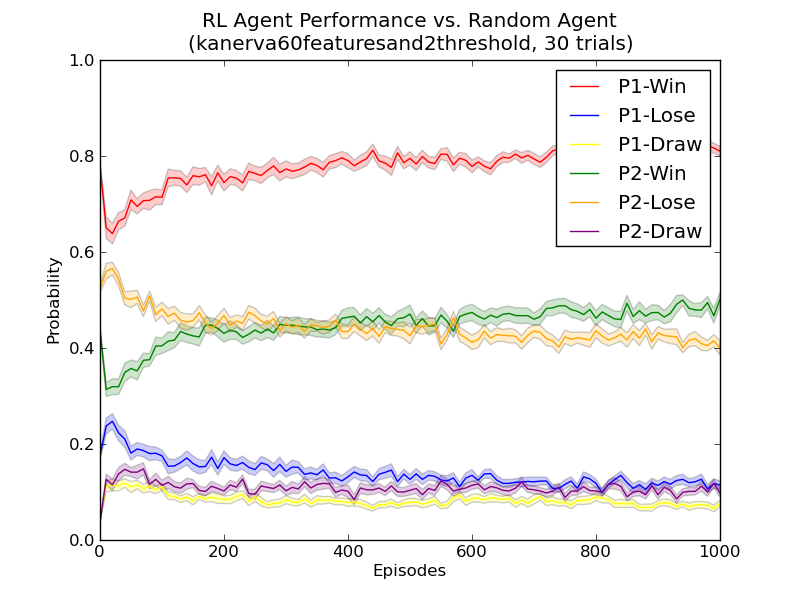 RL Agent Performance vs. Random Agent
(kanerva60featuresand2threshold, 30 trials)
1.0
0.8
0.6
0.4
0.2
0.0
Probability
P1-Win
P1-Lose
P1-Draw
P2-Win
P2-Lose
P2-Draw
0 200 400 600 800 1000
Episodes